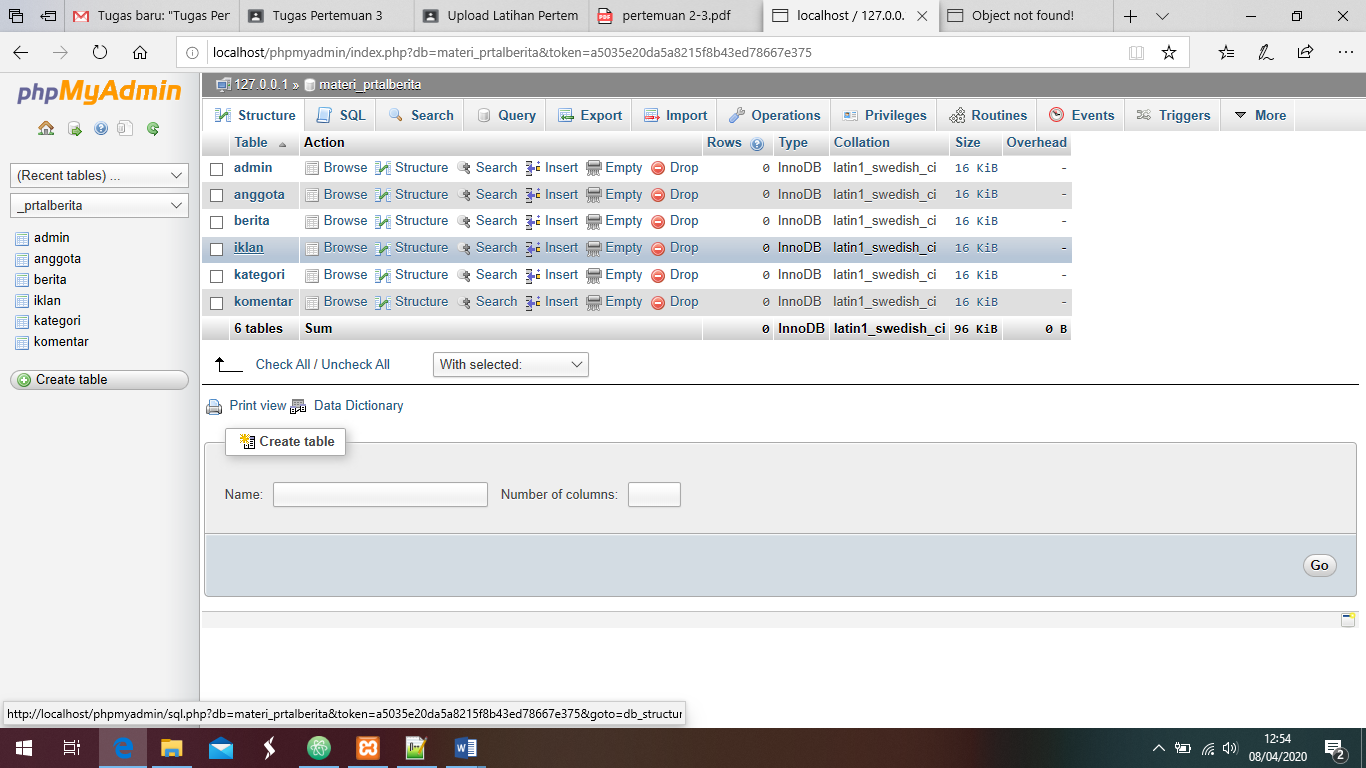 Tugas baru: "Tugas Per
Tugas Pertemuan 3
Upload Latihan Pertem
pertemuan 2-3.pdf
localhost / 127.0.0.
Object not found!
localhost/phpmyadmin/index.php?db=materi_prtalberita&token=a5035e20da5a8215f8b43ed78667e375
phpMyAdmin
(Recent tables) ...
_prtalberita
admin
anggota
berita
iklan
kategori
komentar
Create table
127.0.0.1 » materi_prtalberita
Structure SQL Search Query Export Import Operations Privileges Routines Events Triggers More
Table Action Rows Type Collation Size Overhead
admin Browse Structure Search Insert Empty Drop 0 InnoDB latin1_swedish_ci 16 KiB -
anggota Browse Structure Search Insert Empty Drop 0 InnoDB latin1_swedish_ci 16 KiB -
berita Browse Structure Search Insert Empty Drop 0 InnoDB latin1_swedish_ci 16 KiB -
iklan Browse Structure Search Insert Empty Drop 0 InnoDB latin1_swedish_ci 16 KiB -
kategori Browse Structure Search Insert Empty Drop 0 InnoDB latin1_swedish_ci 16 KiB -
komentar Browse Structure Search Insert Empty Drop 0 InnoDB latin1_swedish_ci 16 KiB -
6 tables Sum 0 InnoDB latin1_swedish_ci 96 KiB 0 B
Check All / Uncheck All With selected:
Print view Data Dictionary
Create table
Name: Number of columns:
Go
http://localhost/phpmyadmin/sql.php?db=materi_prtalberita&token=a5035e20da5a8215f8b43ed78667e375&goto=db_structur
12:54
08/04/2020
2